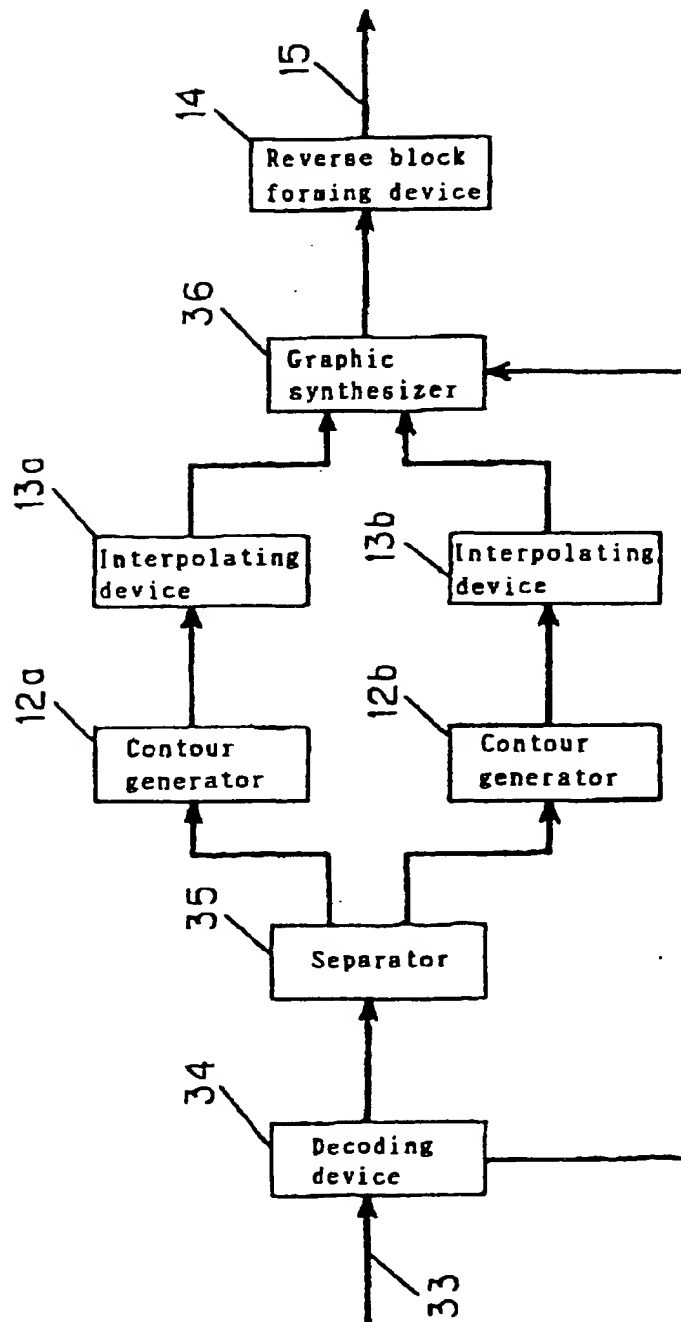 15
14
Reverse block
forming device
36
Graphic
synthesizer
13a
Interpolating
device
13b
Interpolating
device
12a
Contour
generator
12b
Contour
generator
35
Separator
34
Decoding
device
33